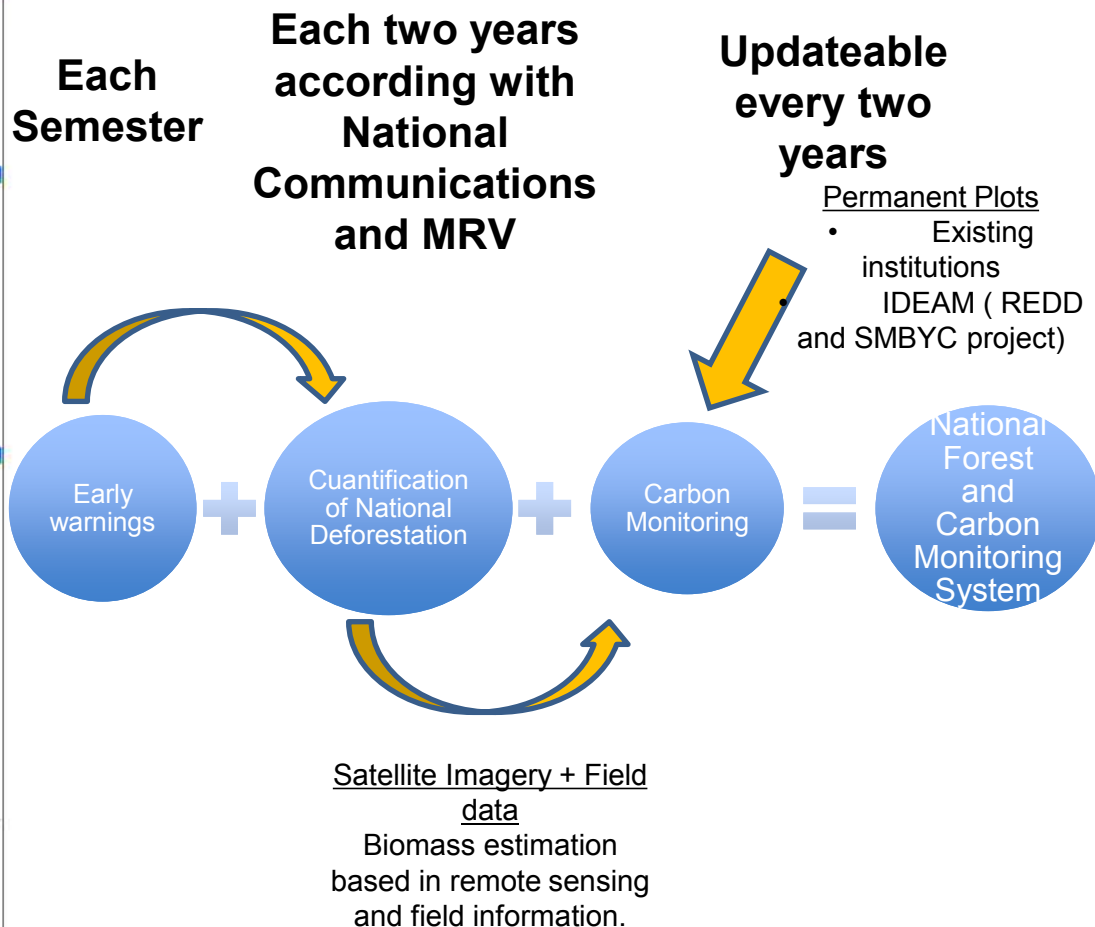 Each
Semester
Each two years
according with
National
Communications
and MRV
Updateable
every two
years
Permanent Plots
• Existing
institutions
• IDEAM ( REDD
and SMBYC project)
Early
warnings
Cuantification
of National
Deforestation
Carbon
Monitoring
National
Forest
and
Carbon
Monitoring
System
Satellite Imagery + Field
data
Biomass estimation
based in remote sensing
and field information.